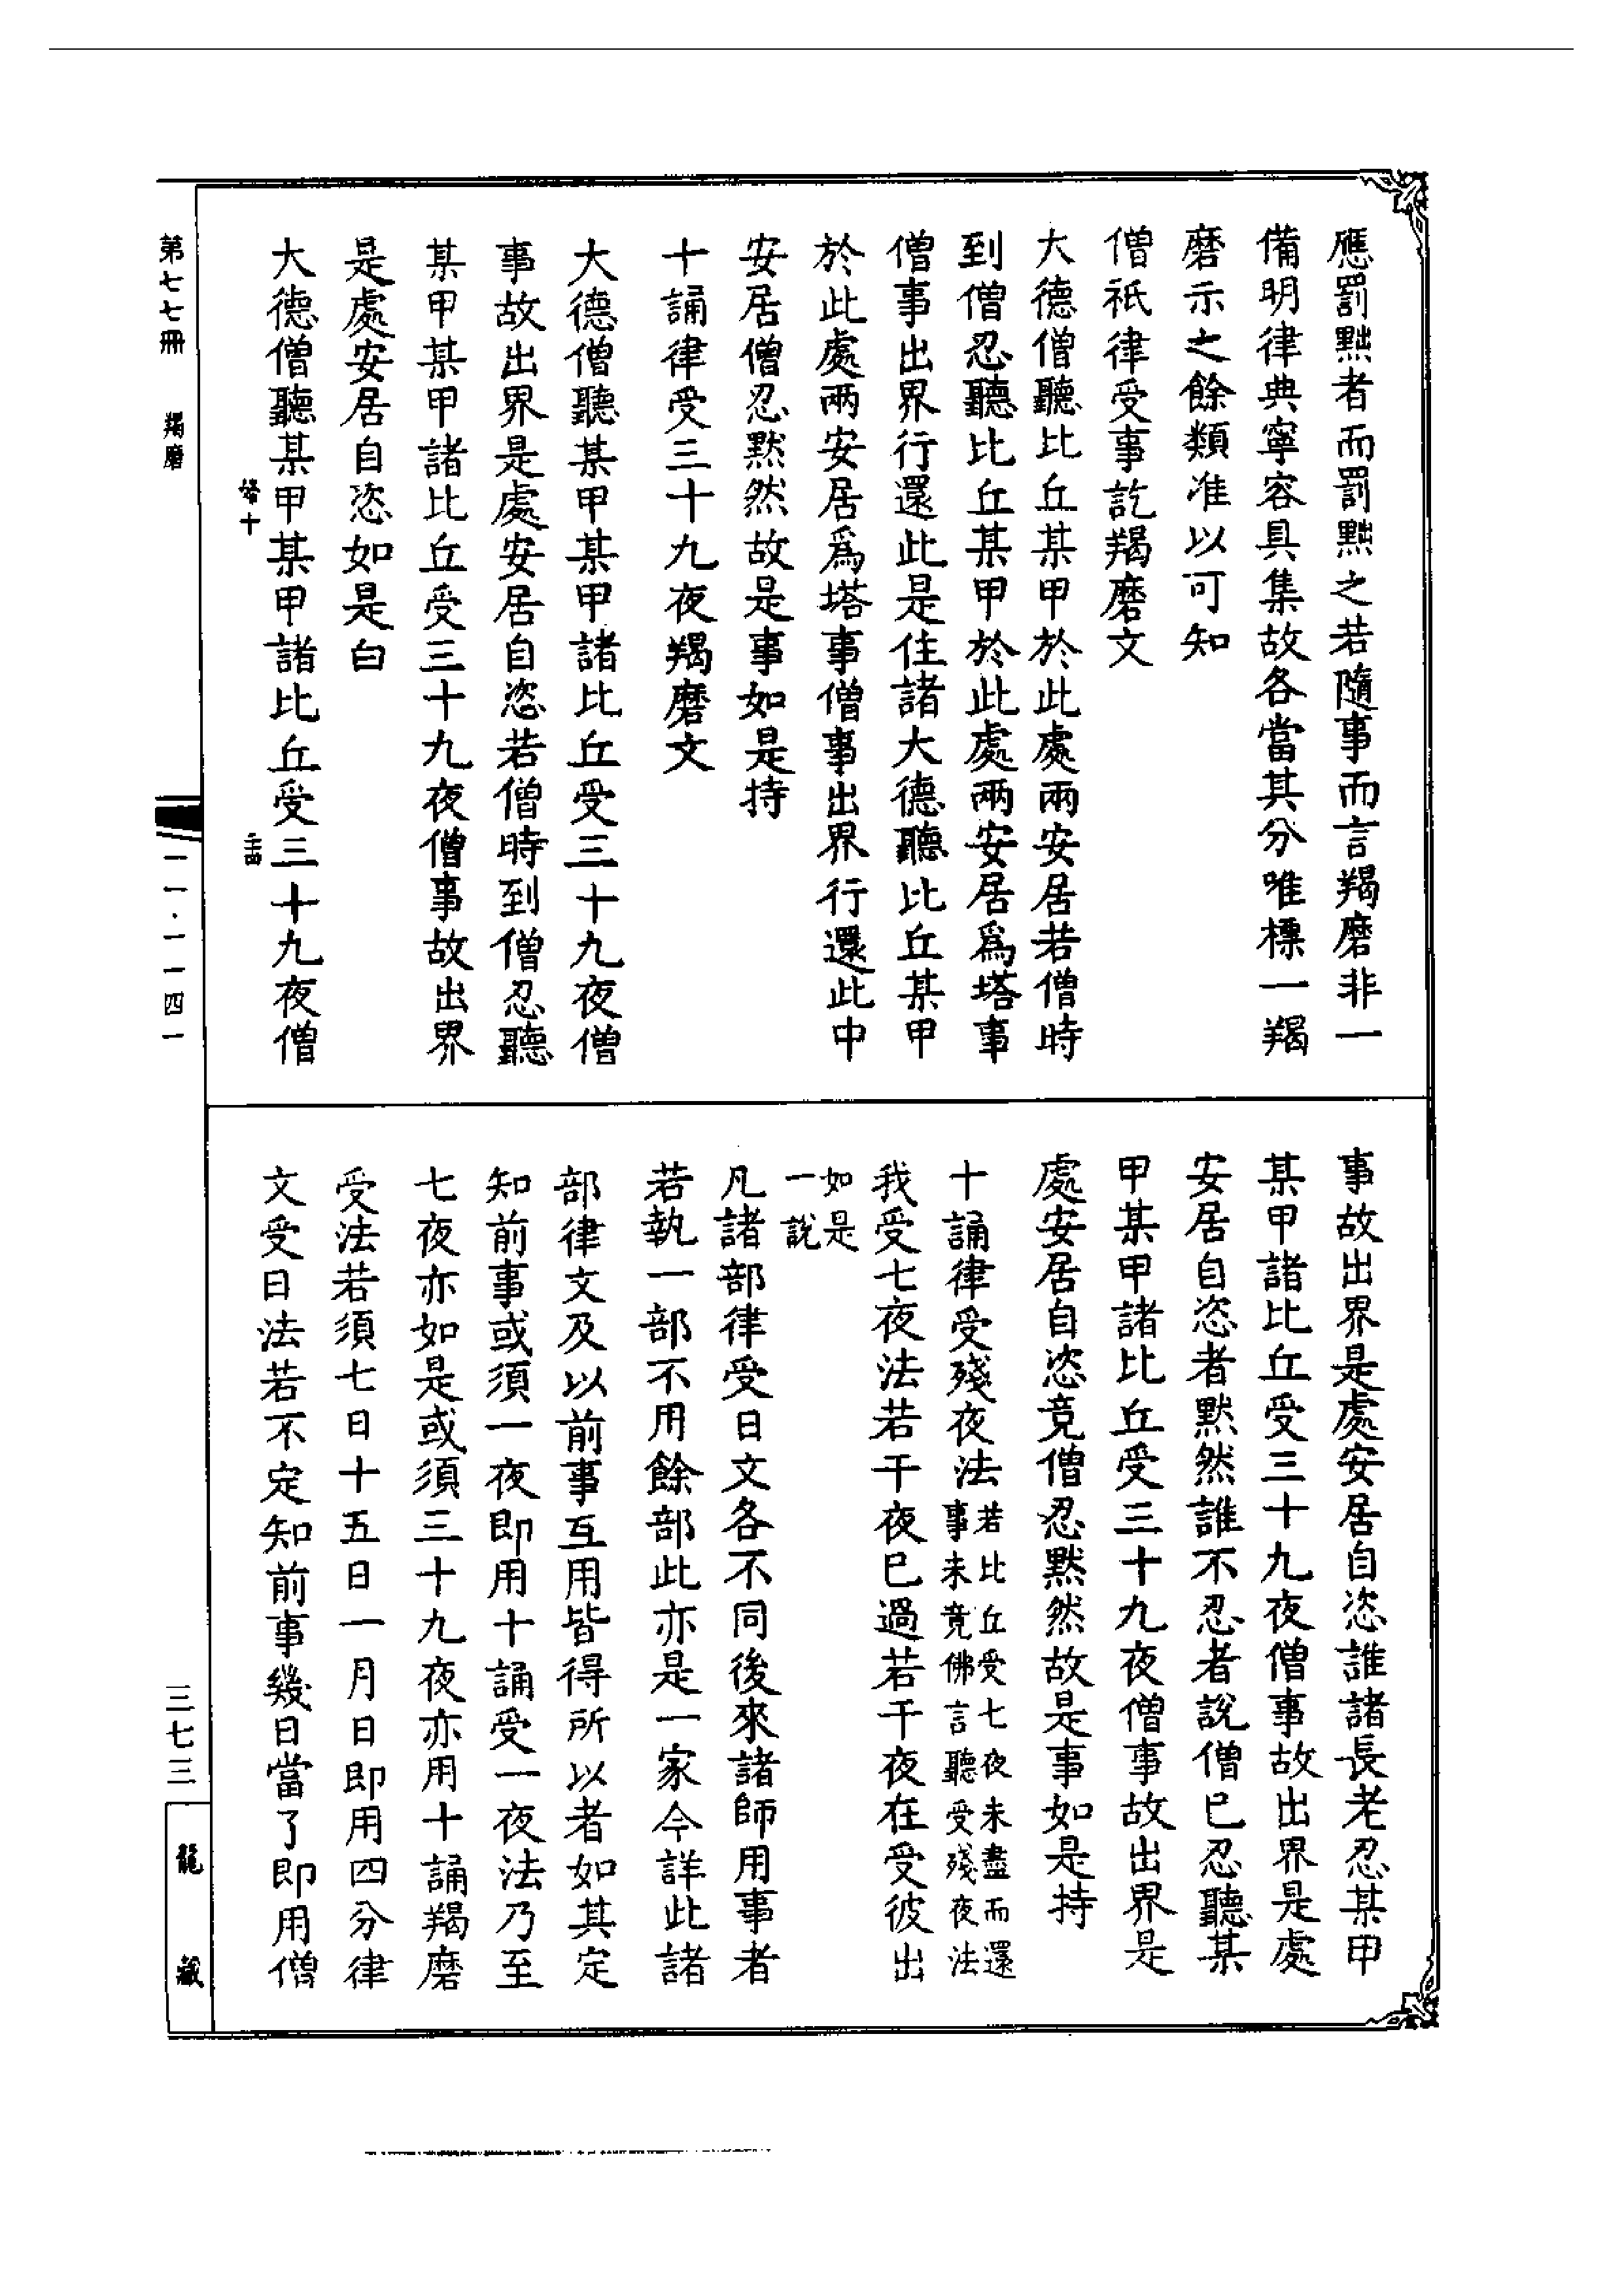 應罰黜者而罰黜之若隨事而言羯磨非一
備明律典寧容具集故各當其分唯標一羯
磨示之餘類准以可知
僧祇律受事訖羯磨文
大德僧聽比丘某甲於此處兩安居若僧時
到僧忍聽比丘某甲於此處兩安居爲塔事
僧事出界行還此是住諸大德聽比丘某甲
於此處兩安居爲塔事僧事出界行還此中
安居僧忍默然故是事如是持
十誦律受三十九夜羯磨文
大德僧聽某甲某甲諸比丘受三十九夜僧
事故出界是處安居自恣若僧時到僧忍聽
某甲某甲諸比丘受三十九夜僧事故出界
是處安居自恣如是白
大德僧聽某甲某甲諸比丘受三十九夜僧
事故出界是處安居自恣誰諸長老忍某甲
某甲諸比丘受三十九夜僧事故出界是處
安居自恣者默然誰不忍者說僧已忍聽某
甲某甲諸比丘受三十九夜僧事故出界是
處安居自恣竟僧忍默然故是事如是持
十誦律受殘夜法若比丘受七夜未盡而還事未竟佛言聽受殘夜法
我受七夜法若干夜已過若干夜在受彼出
如是一說
凡諸部律受日文各不同後來諸師用事者
若執一部不用餘部此亦是一家今詳此諸
部律文及以前事互用皆得所以者如其定
知前事或須一夜即用十誦受一夜法乃至
七夜亦如是或須三十九夜亦用十誦羯磨
受法若須七日十五日一月日即用四分律
文受日法若不定知前事幾日當了即用僧
第七七冊 羯磨
一一·一一四一
三七三
龍藏